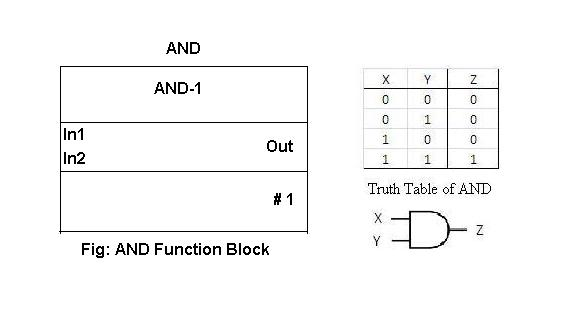 AND
AND-1
In1
In2
Out
# 1
Fig: AND Function Block
X Y Z
0 0 0
0 1 0
1 0 0
1 1 1
Truth Table of AND
X
Y
Z